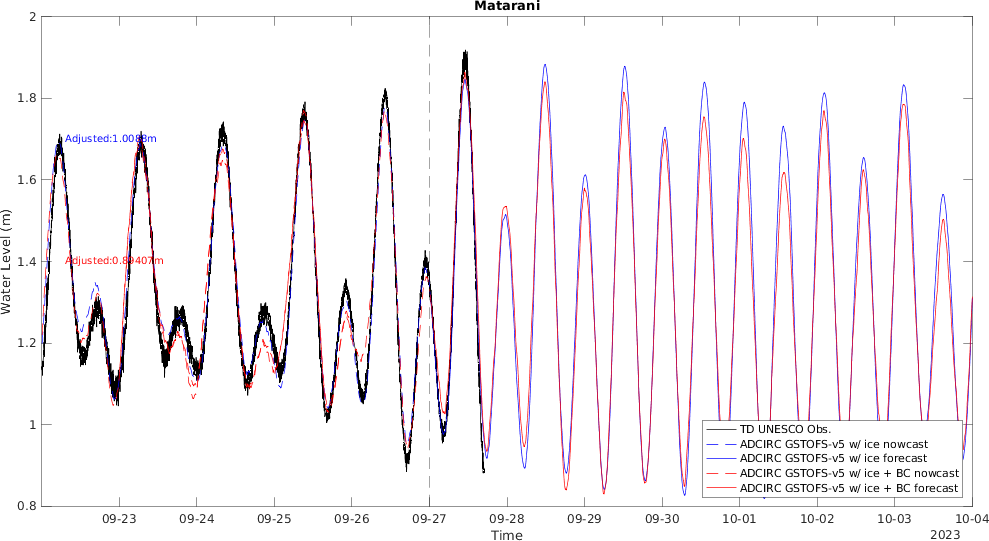 Matarani
2
1.8
1.6
1.4
1.2
1
0.8
Water Level (m)
Adjusted:1.0088m
Adjusted:0.89407m
TD UNESCO Obs.
ADCIRC GSTOFS-v5 w/ ice nowcast
ADCIRC GSTOFS-v5 w/ ice forecast
ADCIRC GSTOFS-v5 w/ ice + BC nowcast
ADCIRC GSTOFS-v5 w/ ice + BC forecast
09-23 09-24 09-25 09-26 09-27 09-28 09-29 09-30 10-01 10-02 10-03 10-04
Time
2023